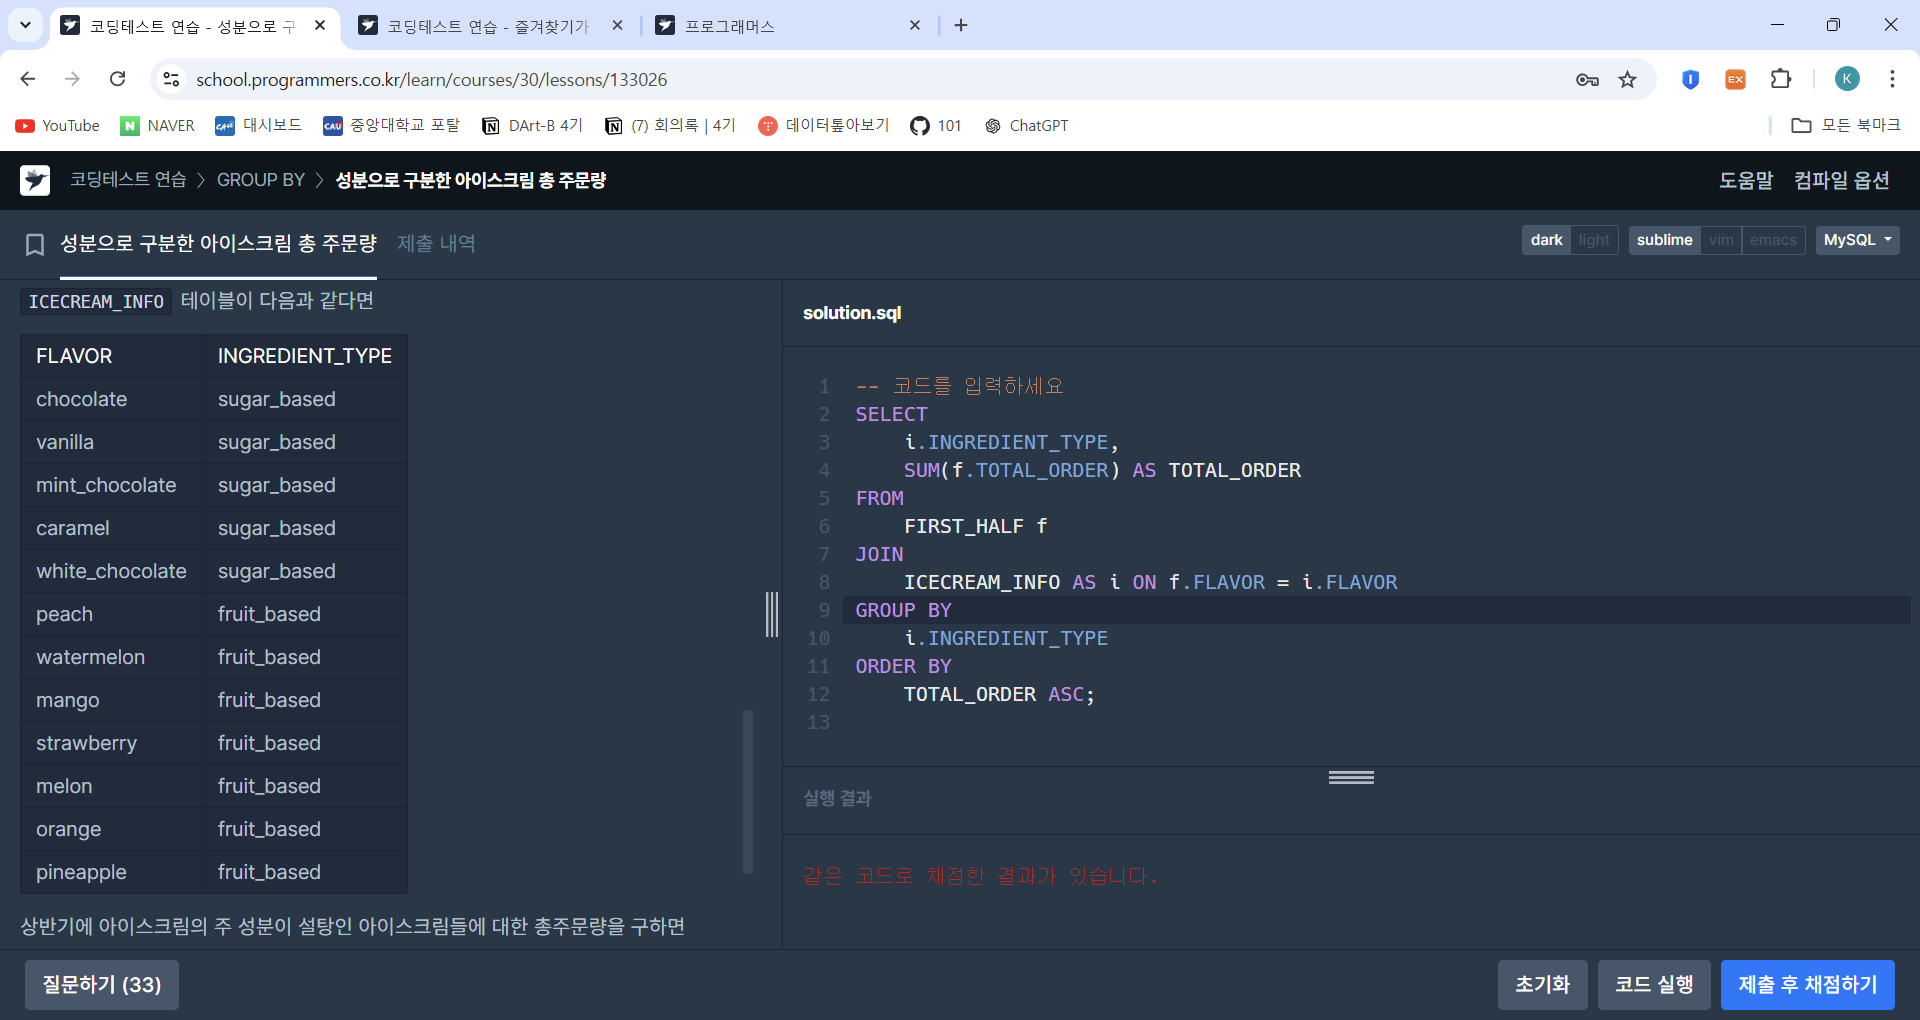 코딩테스트 연습 - 성분으로 구
코딩테스트 연습 - 즐겨찾기가
프로그래머스
school.programmers.co.kr/learn/courses/30/lessons/133026
EX
K
YouTube
N NAVER
대시보드
CAU 중앙대학교 포탈
DArt-B 4기
(7) 회의록 | 4기
데이터톺아보기
101
ChatGPT
모든 북마크
코딩테스트 연습 > GROUP BY > 성분으로 구분한 아이스크림 총 주문량
도움말
컴파일 옵션
성분으로 구분한 아이스크림 총 주문량
제출 내역
dark light
sublime vim emacs
MySQL
ICECREAM_INFO 테이블이 다음과 같다면
FLAVOR INGREDIENT_TYPE
chocolate sugar_based
vanilla sugar_based
mint_chocolate sugar_based
caramel sugar_based
white_chocolate sugar_based
peach fruit_based
watermelon fruit_based
mango fruit_based
strawberry fruit_based
melon fruit_based
orange fruit_based
pineapple fruit_based
상반기에 아이스크림의 주 성분이 설탕인 아이스크림들에 대한 총주문량을 구하면
solution.sql
1 -- 코드를 입력하세요
2 SELECT
3 i.INGREDIENT_TYPE,
4 SUM(f.TOTAL_ORDER) AS TOTAL_ORDER
5 FROM
6 FIRST_HALF f
7 JOIN
8 ICECREAM_INFO AS i ON f.FLAVOR = i.FLAVOR
9 GROUP BY
10 i.INGREDIENT_TYPE
11 ORDER BY
12 TOTAL_ORDER ASC;
13
실행 결과
같은 코드로 채점한 결과가 있습니다.
질문하기 (33)
초기화
코드 실행
제출 후 채점하기